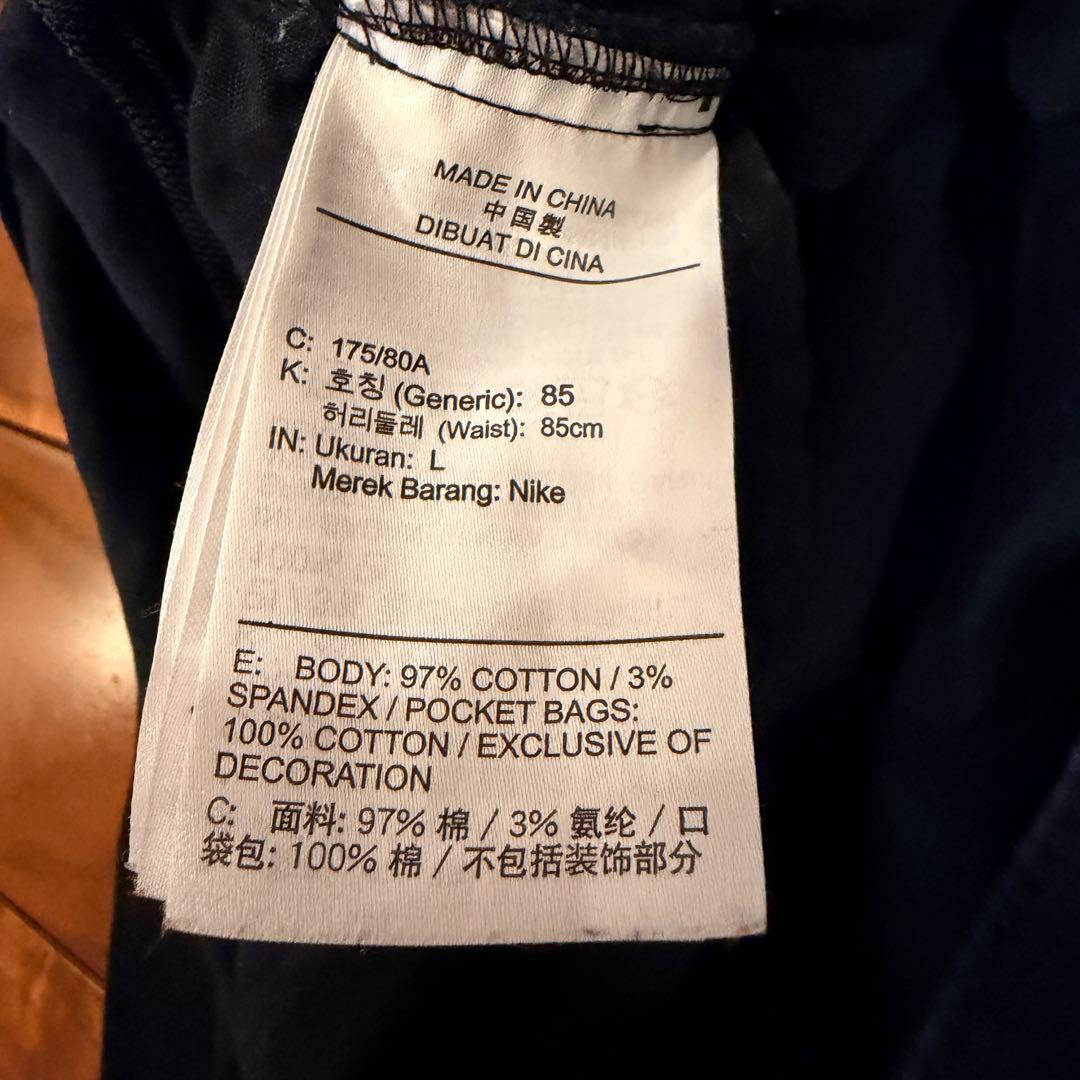 MADE IN CHINA
中国製
DIBUAT DI CINA
C: 175/80A
K: 호칭 (Generic): 85
허리둘레 (Waist): 85cm
IN: Ukuran: L
Merek Barang: Nike
E: BODY: 97% COTTON / 3%
SPANDEX / POCKET BAGS:
100% COTTON / EXCLUSIVE OF
DECORATION
C: 面料: 97% 棉 / 3% 氨纶 / 口
袋包: 100% 棉 / 不包括装饰部分